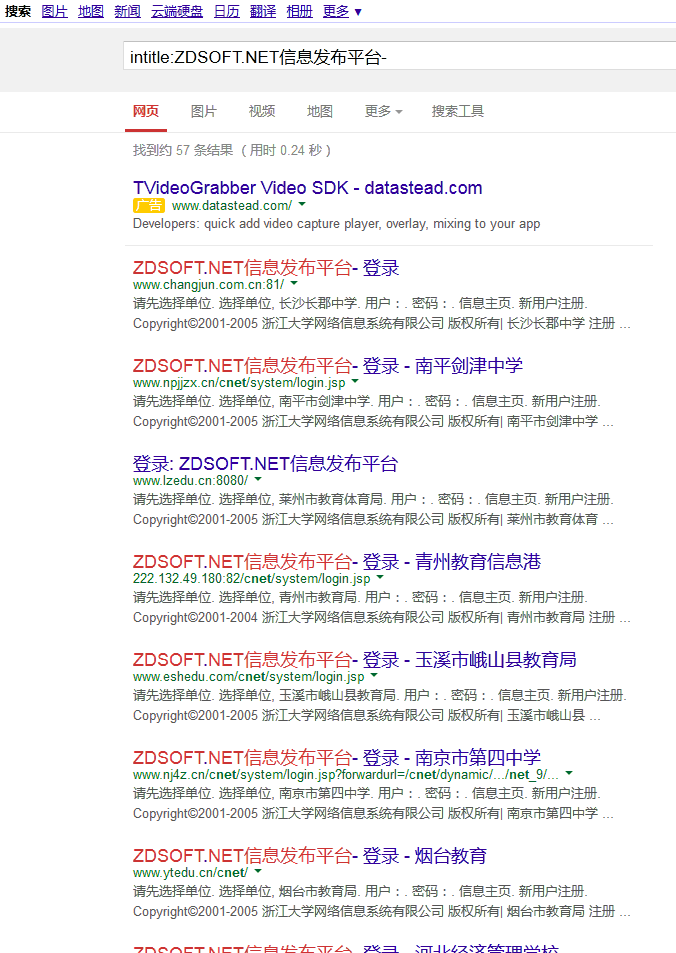 搜索 图片 地图 新闻 云端硬盘 日历 翻译 相册 更多 ▼
intitle:ZDSOFT.NET信息发布平台-
网页 图片 视频 地图 更多 搜索工具
找到约 57 条结果 （用时 0.24 秒）
TVideoGrabber Video SDK - datastead.com
广告 www.datastead.com/
Developers: quick add video capture player, overlay, mixing to your app
ZDSOFT.NET信息发布平台- 登录
www.changjun.com.cn:81/
请先选择单位. 选择单位, 长沙长郡中学. 用户：. 密码：. 信息主页. 新用户注册.
Copyright©2001-2005 浙江大学网络信息系统有限公司 版权所有| 长沙长郡中学 注册 ...
ZDSOFT.NET信息发布平台- 登录 - 南平剑津中学
www.npjjzx.cn/cnet/system/login.jsp
请先选择单位. 选择单位, 南平市剑津中学. 用户：. 密码：. 信息主页. 新用户注册.
Copyright©2001-2005 浙江大学网络信息系统有限公司 版权所有| 南平市剑津中学 ...
登录: ZDSOFT.NET信息发布平台
www.lzedu.cn:8080/
请先选择单位. 选择单位, 莱州市教育体育局. 用户：. 密码：. 信息主页. 新用户注册.
Copyright©2001-2005 浙江大学网络信息系统有限公司 版权所有| 莱州市教育体育 ...
ZDSOFT.NET信息发布平台- 登录 - 青州教育信息港
222.132.49.180:82/cnet/system/login.jsp
请先选择单位. 选择单位, 青州市教育局. 用户：. 密码：. 信息主页. 新用户注册.
Copyright©2001-2004 浙江大学网络信息系统有限公司 版权所有| 青州市教育局 注册 ...
ZDSOFT.NET信息发布平台- 登录 - 玉溪市峨山县教育局
www.eshedu.com/cnet/system/login.jsp
请先选择单位. 选择单位, 玉溪市峨山县教育局. 用户：. 密码：. 信息主页. 新用户注册.
Copyright©2001-2005 浙江大学网络信息系统有限公司 版权所有| 玉溪市峨山县 ...
ZDSOFT.NET信息发布平台- 登录 - 南京市第四中学
www.nj4z.cn/cnet/system/login.jsp?forwardurl=/cnet/dynamic/.../net_9/...
请先选择单位. 选择单位, 南京市第四中学. 用户：. 密码：. 信息主页. 新用户注册.
Copyright©2001-2005 浙江大学网络信息系统有限公司 版权所有| 南京市第四中学 ...
ZDSOFT.NET信息发布平台- 登录 - 烟台教育
www.ytedu.cn/cnet/
请先选择单位. 选择单位, 烟台市教育局. 用户：. 密码：. 信息主页. 新用户注册.
Copyright©2001-2005 浙江大学网络信息系统有限公司 版权所有| 烟台市教育局 注册 ...
ZDSOFT.NET信息发布平台- 登录 - 河北经济管理学校